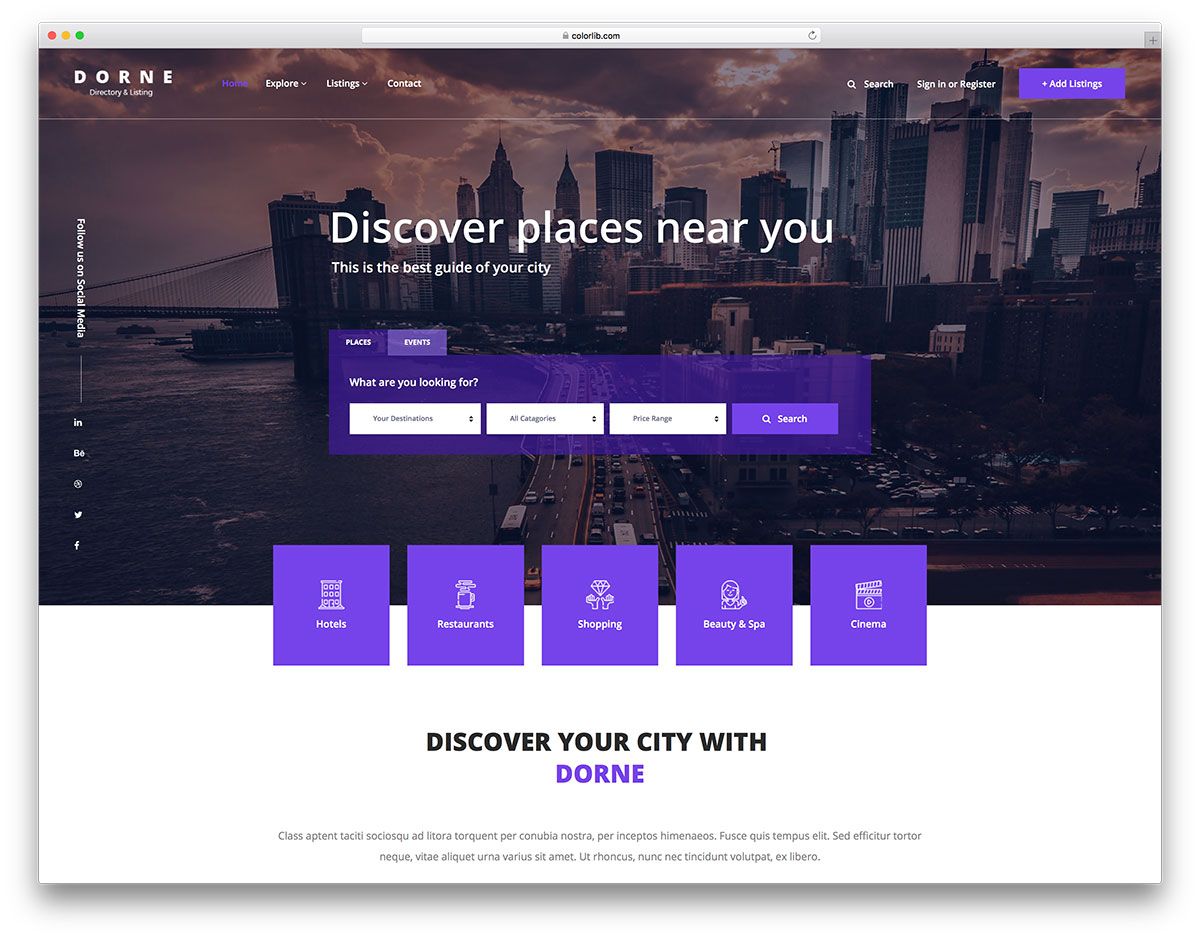 colorlib.com
DORNE
Directory & Listing
Home Explore Listings Contact Search Sign in or Register + Add Listings
Follow us on Social Media
Discover places near you
This is the best guide of your city
PLACES EVENTS
What are you looking for?
Your Destinations All Catagories Price Range Search
in
Bē
f
Hotels Restaurants Shopping Beauty & Spa Cinema
DISCOVER YOUR CITY WITH
DORNE
Class aptent taciti sociosqu ad litora torquent per conubia nostra, per inceptos himenaeos. Fusce quis tempus elit. Sed efficitur tortor
neque, vitae aliquet urna varius sit amet. Ut rhoncus, nunc nec tincidunt volutpat, ex libero.